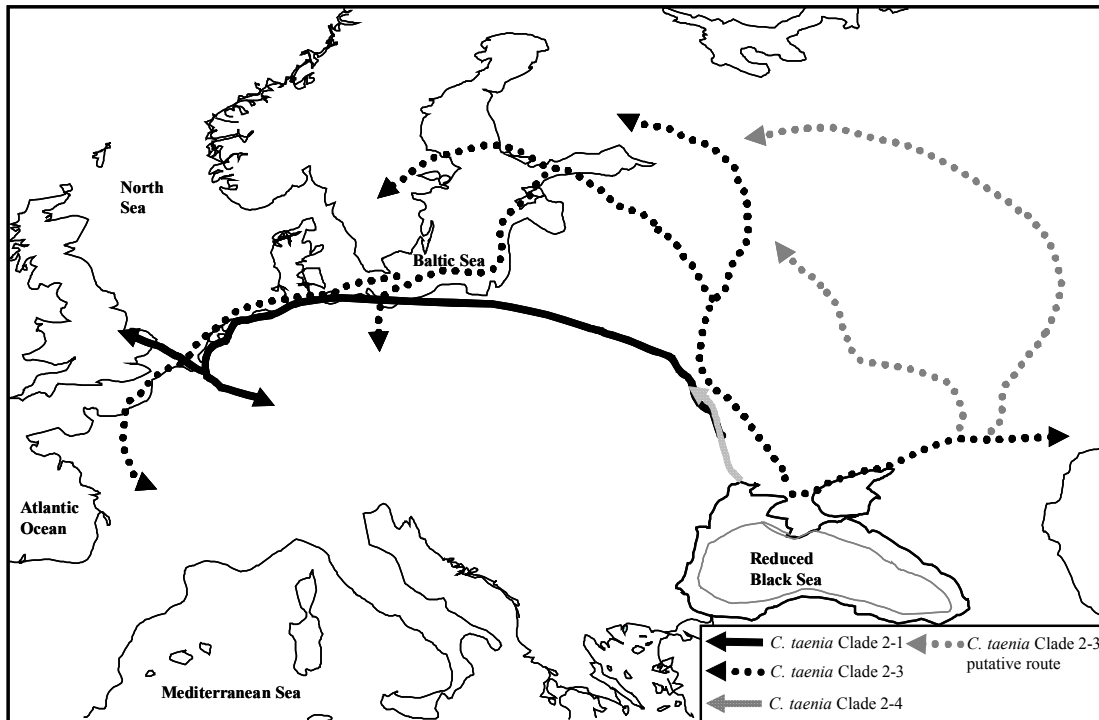 North
Sea
Baltic Sea
Atlantic
Ocean
Reduced
Black Sea
Mediterranean Sea
C. taenia Clade 2-1
C. taenia Clade 2-3
putative route
C. taenia Clade 2-3
C. taenia Clade 2-4